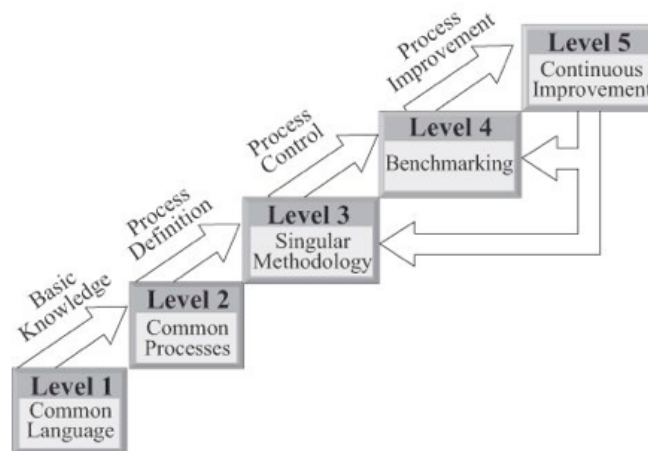 Process
Improvement
Level 5
Continuous
Improvement
Process
Control
Level 4
Benchmarking
Process
Definition
Level 3
Singular
Methodology
Basic
Knowledge
Level 2
Common
Processes
Level 1
Common
Language